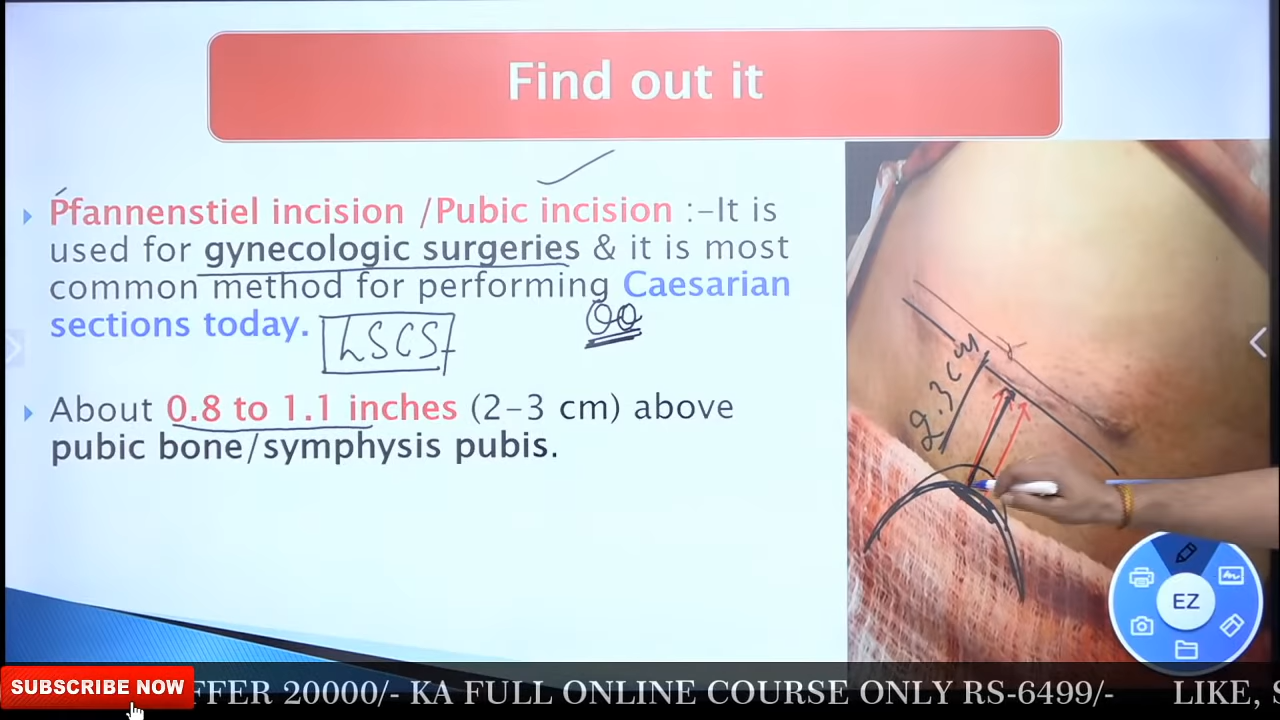 Find out it
Pfannenstiel incision /Pubic incision :-It is
used for gynecologic surgeries & it is most
common method for performing Caesarian
sections today.
LSCS
About 0.8 to 1.1 inches (2-3 cm) above
pubic bone/symphysis pubis.
2.3cm
EZ
SUBSCRIBE NOW
FFER 20000/- KA FULL ONLINE COURSE ONLY RS-6499/- LIKE, S